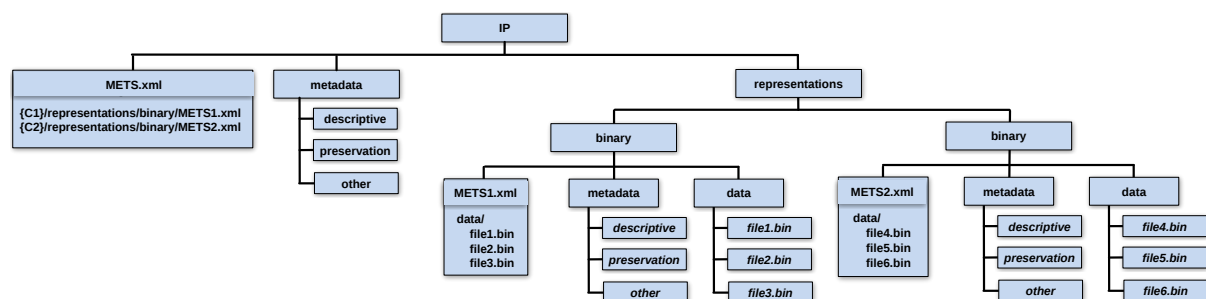 IP
METS.xml
{C1}/representations/binary/METS1.xml
{C2}/representations/binary/METS2.xml
metadata
descriptive
preservation
other
representations
binary
METS1.xml
data/
file1.bin
file2.bin
file3.bin
metadata
descriptive
preservation
other
data
file1.bin
file2.bin
file3.bin
binary
METS2.xml
data/
file4.bin
file5.bin
file6.bin
metadata
descriptive
preservation
other
data
file4.bin
file5.bin
file6.bin